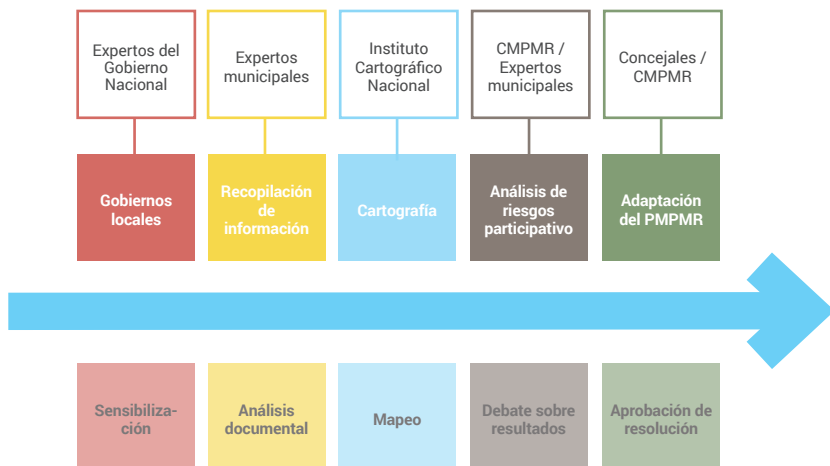 Expertos del
Gobierno
Nacional
Expertos
municipales
Instituto
Cartográfico
Nacional
CMPMR /
Expertos
municipales
Concejales /
CMPMR
Gobiernos
locales
Recopilación
de
información
Cartografía
Análisis de
riesgos
participativo
Adaptación
del PMPMR
Sensibiliza-
ción
Análisis
documental
Mapeo
Debate sobre
resultados
Aprobación de
resolución